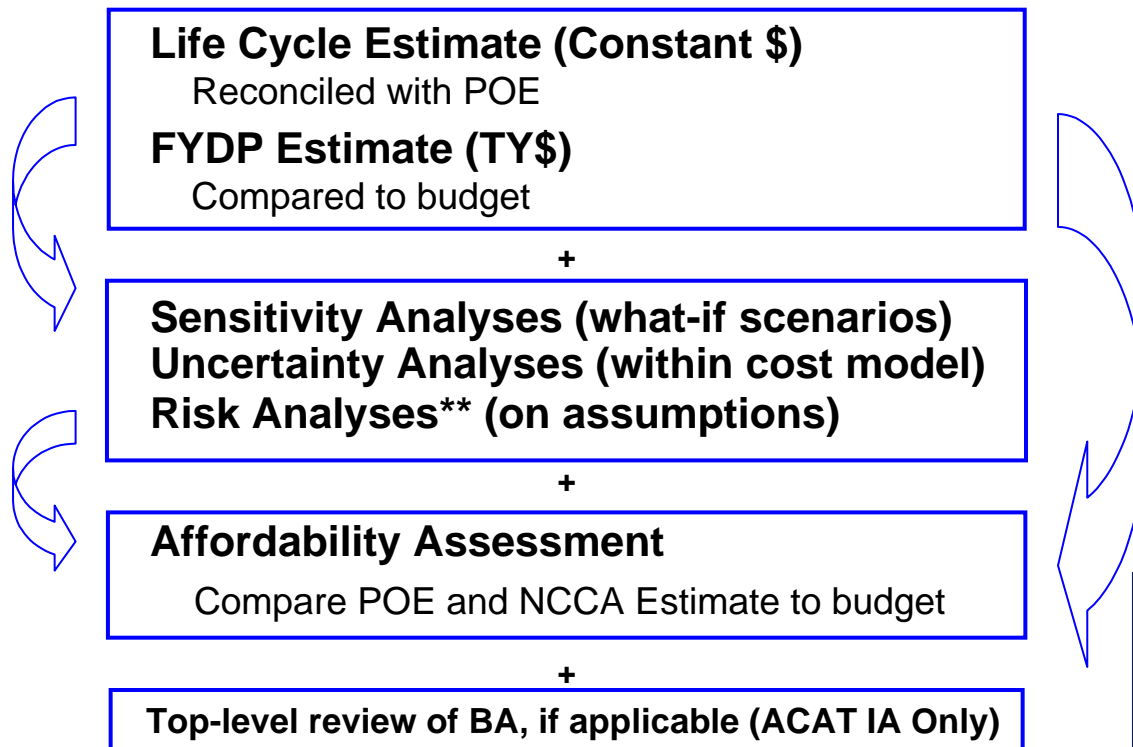 Life Cycle Estimate (Constant $)
Reconciled with POE
FYDP Estimate (TY$)
Compared to budget
+
Sensitivity Analyses (what-if scenarios)
Uncertainty Analyses (within cost model)
Risk Analyses** (on assumptions)
+
Affordability Assessment
Compare POE and NCCA Estimate to budget
+
Top-level review of BA, if applicable (ACAT IA Only)